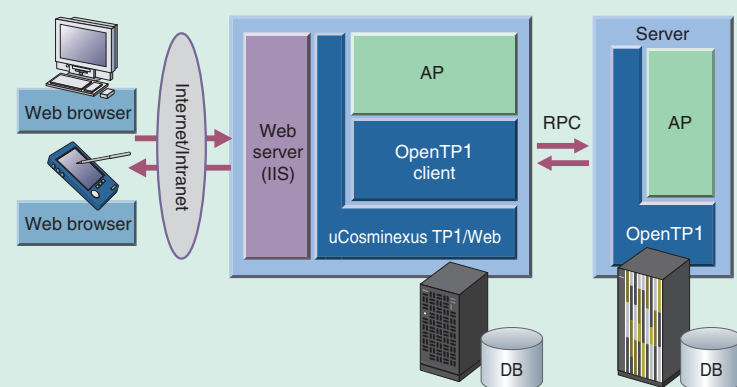 Web browser
Web browser
Internet/Intranet
Web
server
(IIS)
AP
OpenTP1
client
uCosminexus TP1/Web
DB
RPC
Server
AP
OpenTP1
DB